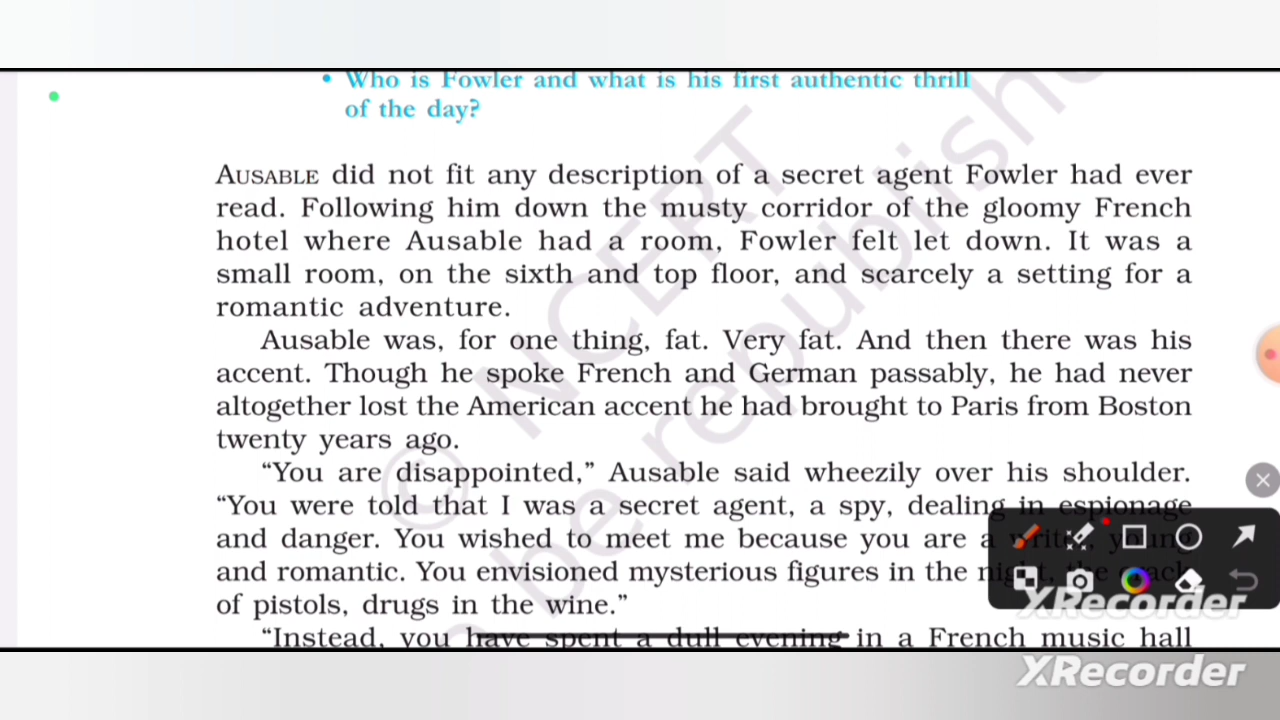 • Who is Fowler and what is his first authentic thrill
of the day?
AUSABLE did not fit any description of a secret agent Fowler had ever
read. Following him down the musty corridor of the gloomy French
hotel where Ausable had a room, Fowler felt let down. It was a
small room, on the sixth and top floor, and scarcely a setting for a
romantic adventure.
Ausable was, for one thing, fat. Very fat. And then there was his
accent. Though he spoke French and German passably, he had never
altogether lost the American accent he had brought to Paris from Boston
twenty years ago.
“You are disappointed,” Ausable said wheezily over his shoulder.
“You were told that I was a secret agent, a spy, dealing in espionage
and danger. You wished to meet me because you are a writer, young
and romantic. You envisioned mysterious figures in the night, the crack
of pistols, drugs in the wine.”
“Instead, you have spent a dull evening in a French music hall
© NCERT
be republished
XRecorder
XRecorder